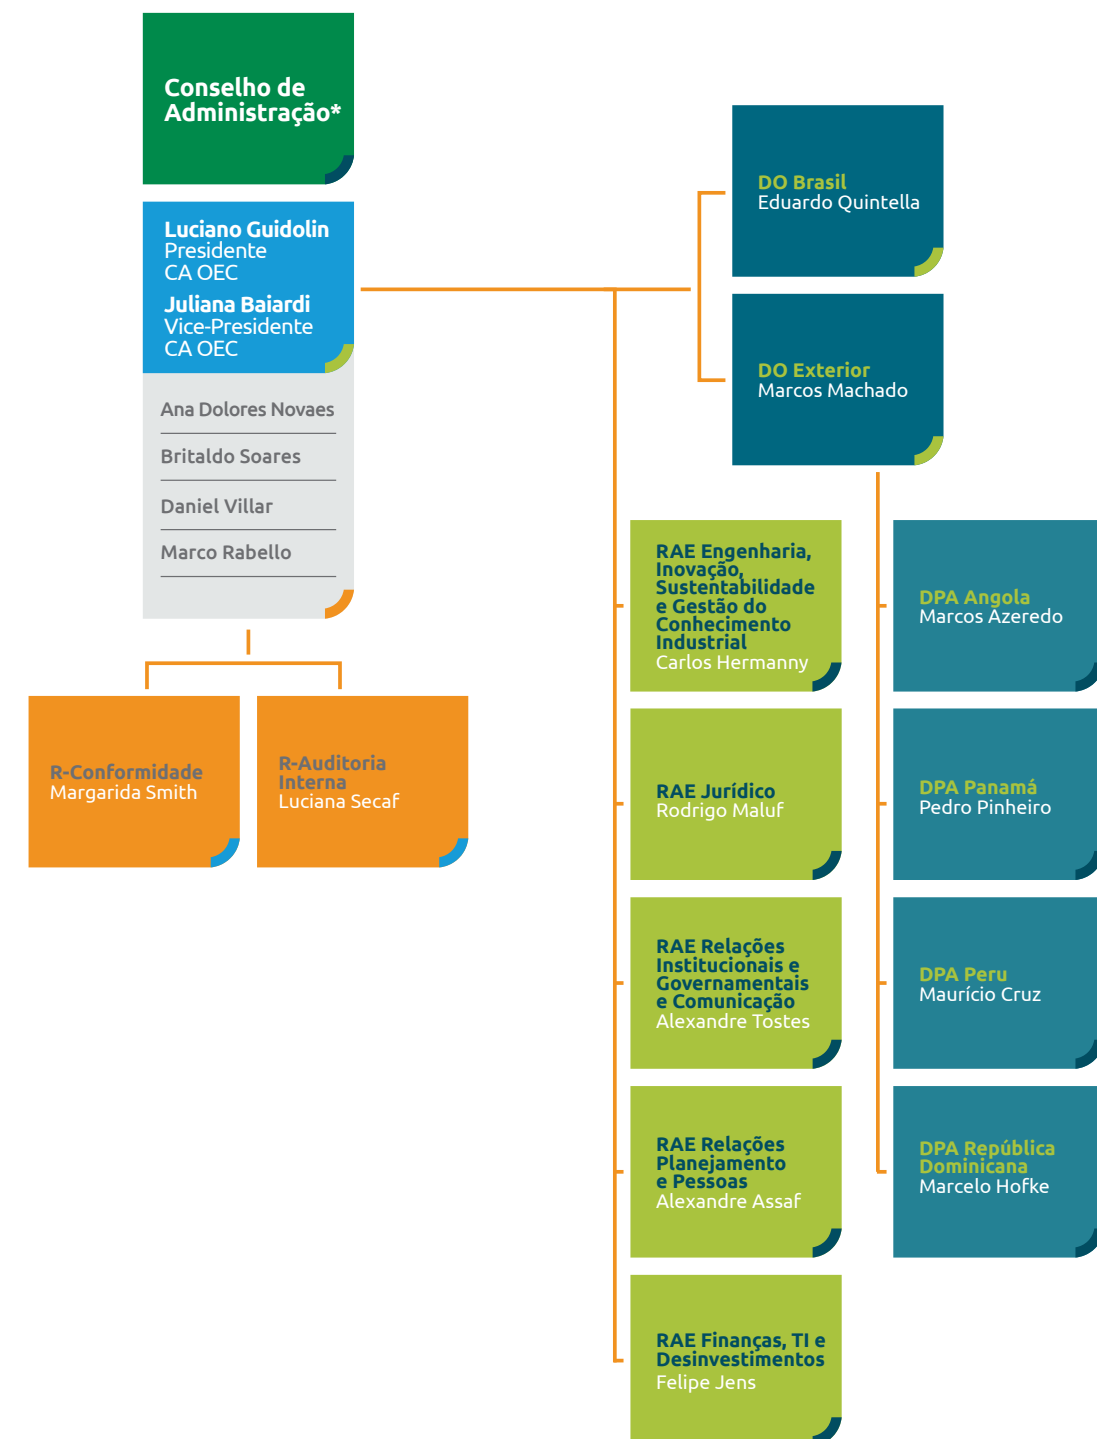 Conselho de
Administração*
Luciano Guidolin
Presidente
CA OEC
Juliana Baiardi
Vice-Presidente
CA OEC
Ana Dolores Novaes
Britaldo Soares
Daniel Villar
Marco Rabello
R-Conformidade
Margarida Smith
R-Auditoria
Interna
Luciana Secaf
DO Brasil
Eduardo Quintella
DO Exterior
Marcos Machado
RAE Engenharia,
Inovação,
Sustentabilidade
e Gestão do
Conhecimento
Industrial
Carlos Hermanny
RAE Jurídico
Rodrigo Maluf
RAE Relações
Institucionais e
Governamentais
e Comunicação
Alexandre Tostes
RAE Relações
Planejamento
e Pessoas
Alexandre Assaf
RAE Finanças, TI e
Desinvestimentos
Felipe Jens
DPA Angola
Marcos Azeredo
DPA Panamá
Pedro Pinheiro
DPA Peru
Maurício Cruz
DPA República
Dominicana
Marcelo Hofke